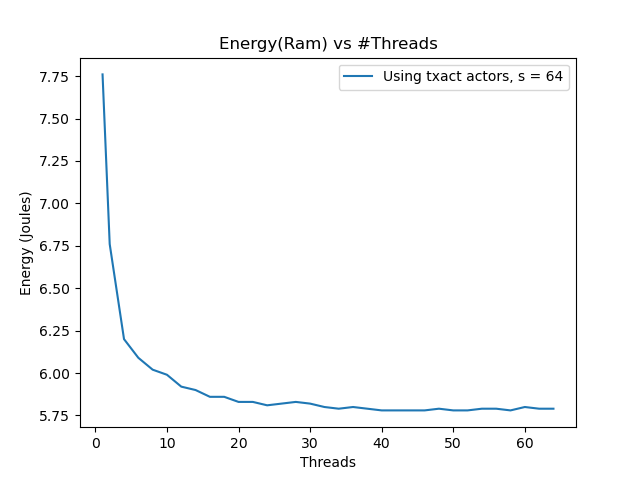 Energy(Ram) vs #Threads
Using txact actors, s = 64
Energy (Joules)
7.75
7.50
7.25
7.00
6.75
6.50
6.25
6.00
5.75
0 10 20 30 40 50 60
Threads